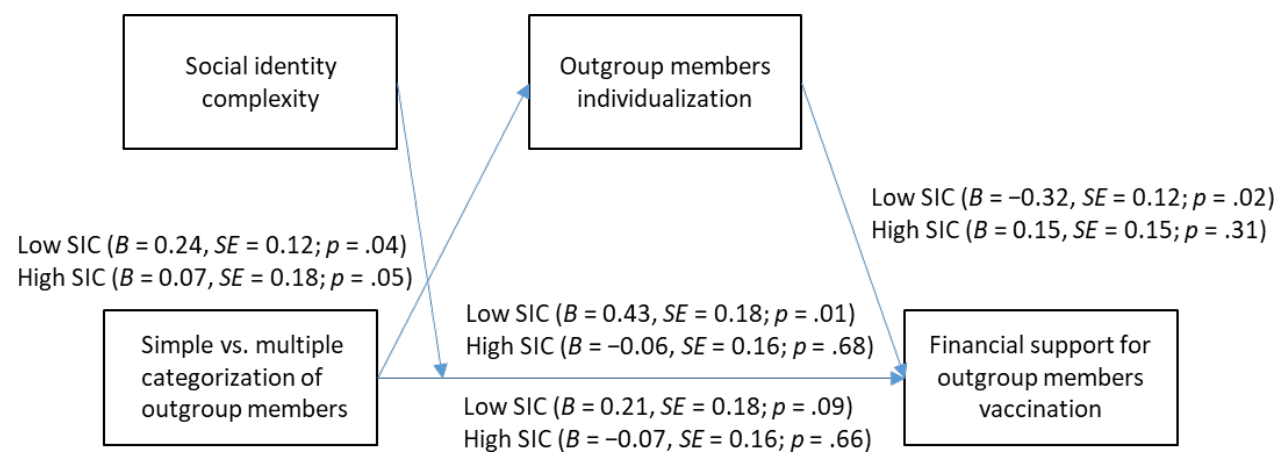 Social identity
complexity
Outgroup members
individualization
Low SIC (B = −0.32, SE = 0.12; p = .02)
High SIC (B = 0.15, SE = 0.15; p = .31)
Low SIC (B = 0.24, SE = 0.12; p = .04)
High SIC (B = 0.07, SE = 0.18; p = .05)
Simple vs. multiple
categorization of
outgroup members
Low SIC (B = 0.43, SE = 0.18; p = .01)
High SIC (B = −0.06, SE = 0.16; p = .68)
Low SIC (B = 0.21, SE = 0.18; p = .09)
High SIC (B = −0.07, SE = 0.16; p = .66)
Financial support for
outgroup members
vaccination